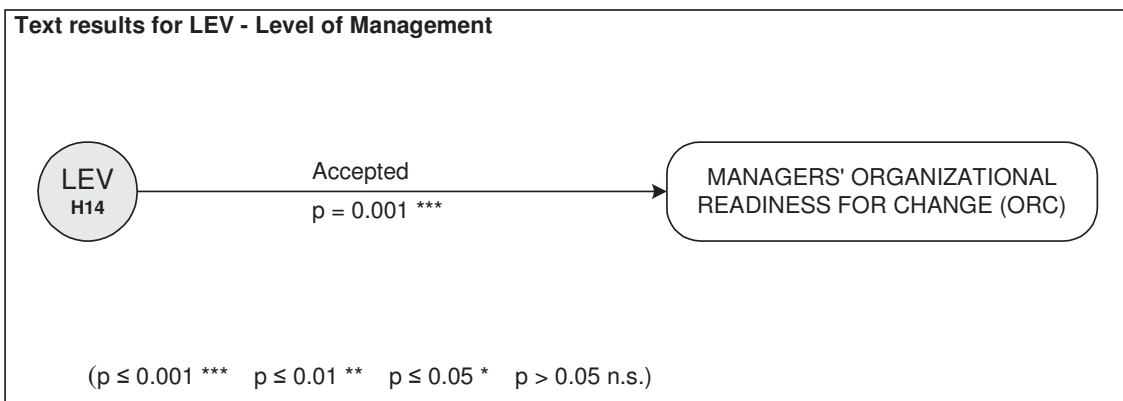 Text results for LEV - Level of Management
LEV
H14
Accepted
p = 0.001 ***
MANAGERS' ORGANIZATIONAL
READINESS FOR CHANGE (ORC)
(p ≤ 0.001 *** p ≤ 0.01 ** p ≤ 0.05 * p > 0.05 n.s.)